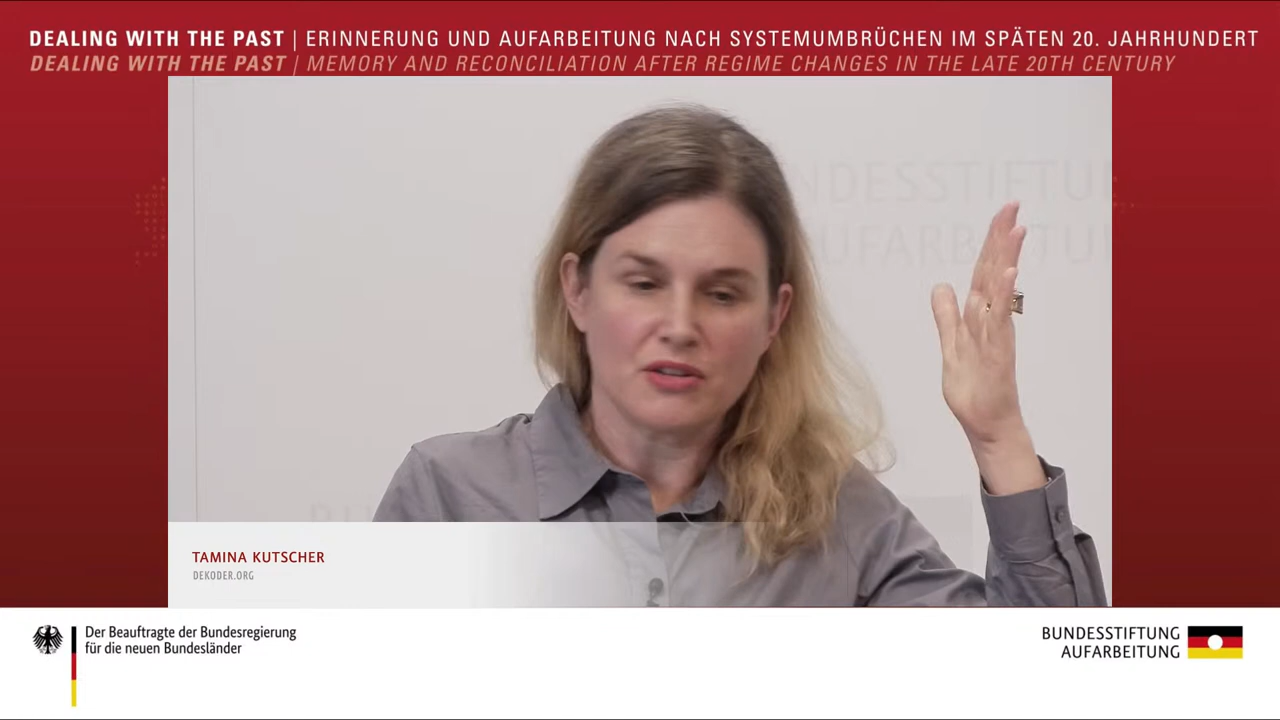 DEALING WITH THE PAST | ERINNERUNG UND AUFARBEITUNG NACH SYSTEMUMBRÜCHEN IM SPÄTEN 20. JAHRHUNDERT
DEALING WITH THE PAST | MEMORY AND RECONCILIATION AFTER REGIME CHANGES IN THE LATE 20TH CENTURY
NDESSTIFTU
AUFARBEITU
TAMINA KUTSCHER
DEKODER.ORG
Der Beauftragte der Bundesregierung
für die neuen Bundesländer
BUNDESSTIFTUNG
AUFARBEITUNG